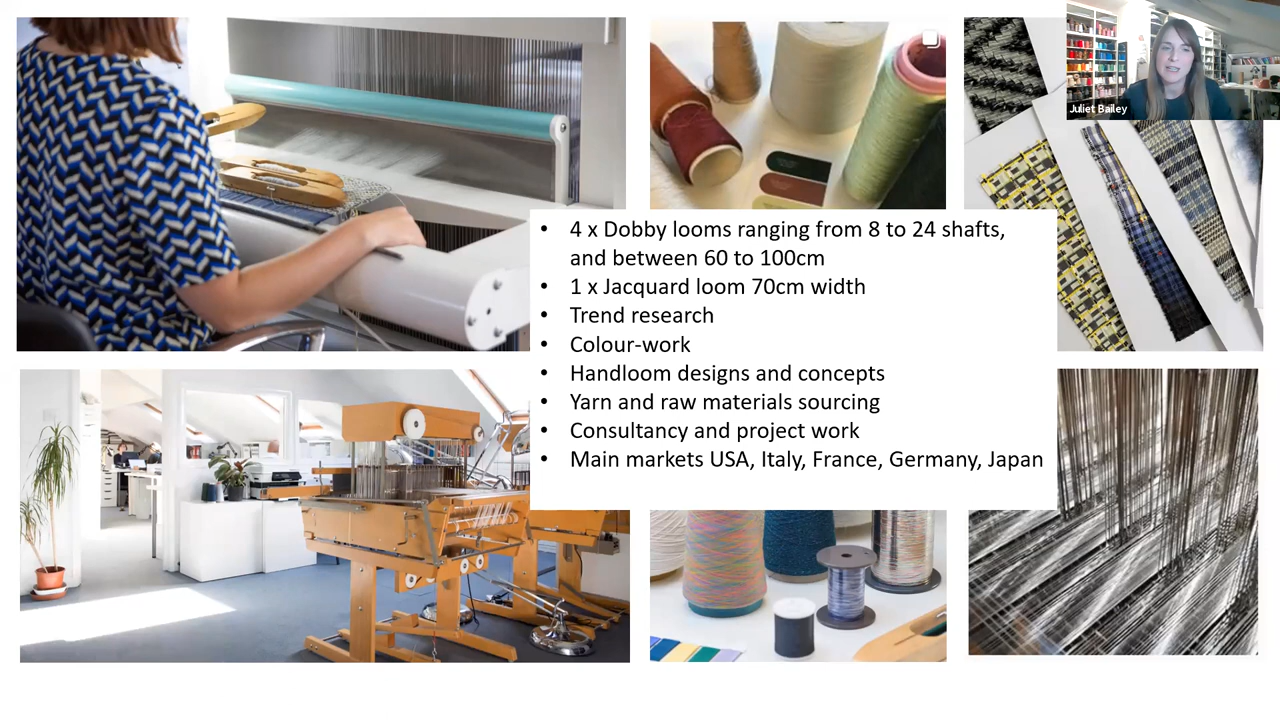 Juliet Bailey
• 4 x Dobby looms ranging from 8 to 24 shafts,
and between 60 to 100cm
• 1 x Jacquard loom 70cm width
• Trend research
• Colour-work
• Handloom designs and concepts
• Yarn and raw materials sourcing
• Consultancy and project work
• Main markets USA, Italy, France, Germany, Japan